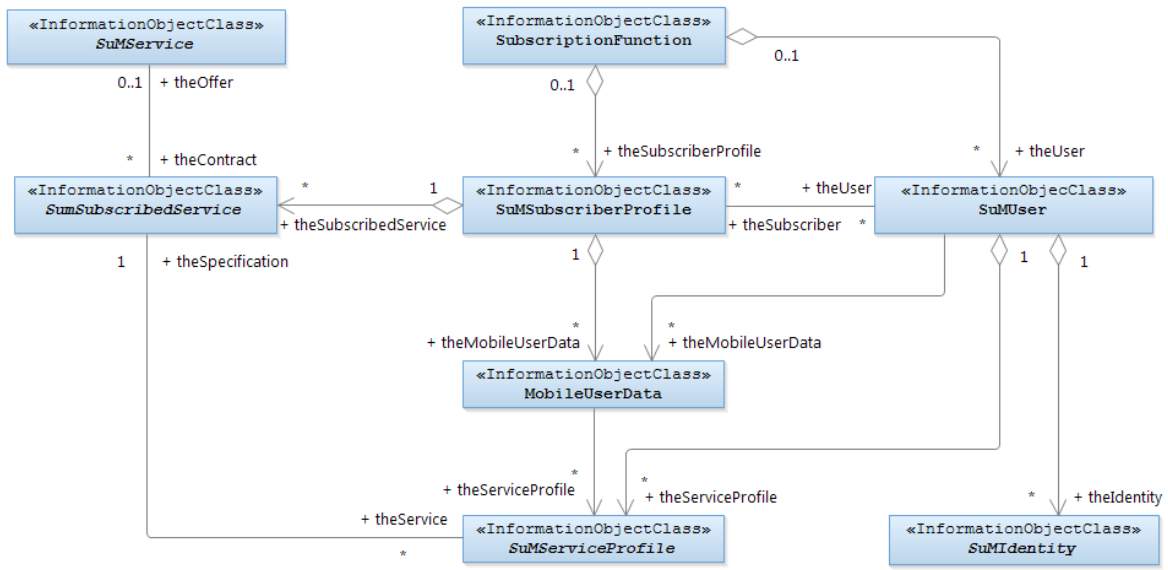 «InformationObjectClass»
SuMService
«InformationObjectClass»
SubscriptionFunction
0..1
+ theOffer
0..1
0..1
*
+ theContract
*
+ theSubscriberProfile
*
+ theUser
«InformationObjectClass»
SumSubscribedService
*
1
+ theSubscribedService
«InformationObjectClass»
SuMSubscriberProfile
*
+ theUser
+ theSubscriber
*
«InformationObjecClass»
SuMUser
1
+ theSpecification
1
1
1
*
+ theMobileUserData
*
+ theMobileUserData
«InformationObjectClass»
MobileUserData
*
+ theServiceProfile
*
+ theServiceProfile
*
+ theIdentity
+ theService
*
«InformationObjectClass»
SuMServiceProfile
«InformationObjectClass»
SuMIdentity